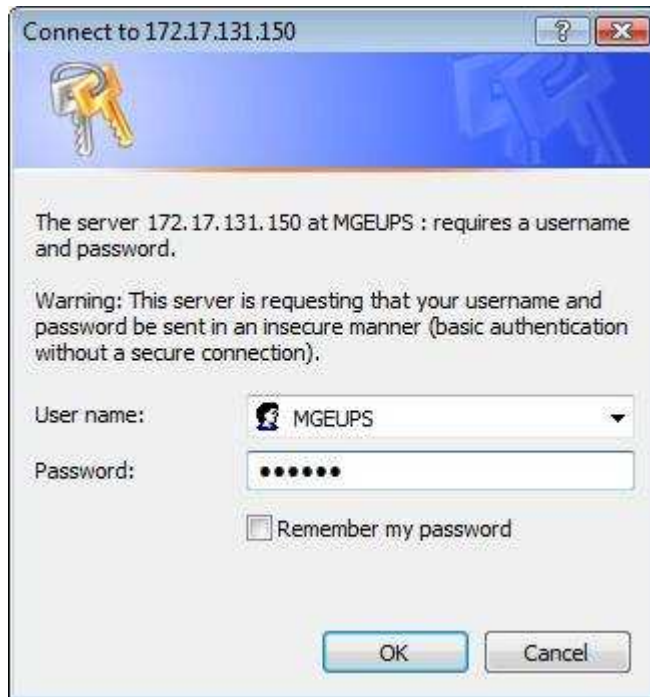 Connect to 172.17.131.150
The server 172.17.131.150 at MGEUPS : requires a username
and password.
Warning: This server is requesting that your username and
password be sent in an insecure manner (basic authentication
without a secure connection).
User name:
MGEUPS
Password:
••••••
Remember my password
OK
Cancel